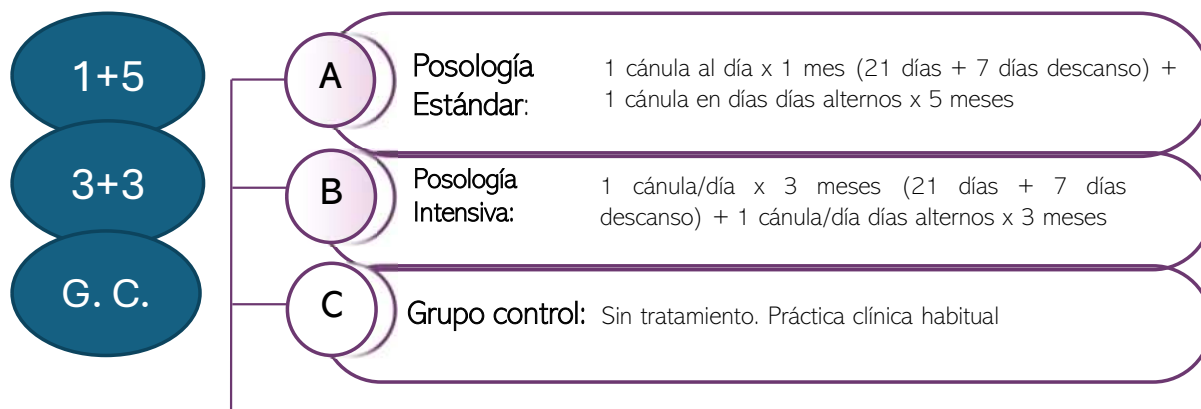 1+5
A
Posología
Estándar:
1 cánula al día x 1 mes (21 días + 7 días descanso) +
1 cánula en días días alternos x 5 meses
3+3
B
Posología
Intensiva:
1 cánula/día x 3 meses (21 días + 7 días
descanso) + 1 cánula/día días alternos x 3 meses
G. C.
C
Grupo control:
Sin tratamiento. Práctica clínica habitual